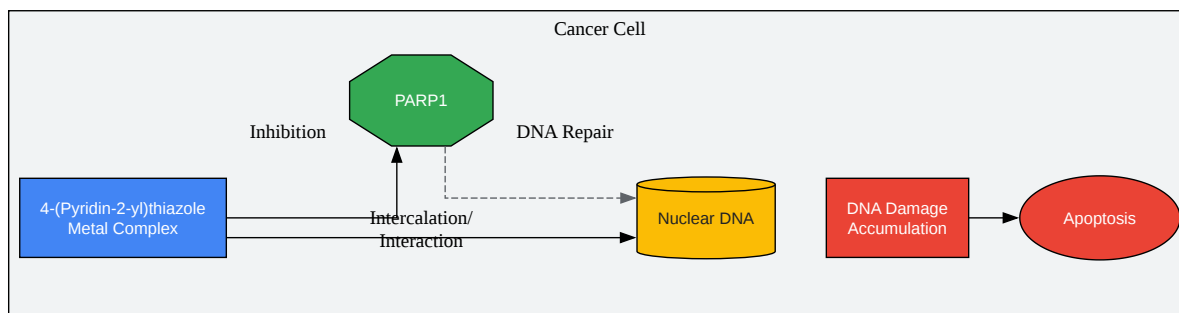 Cancer Cell
PARP1
Inhibition
DNA Repair
4-(Pyridin-2-yl)thiazole
Metal Complex
Intercalation/
Interaction
Nuclear DNA
DNA Damage
Accumulation
Apoptosis